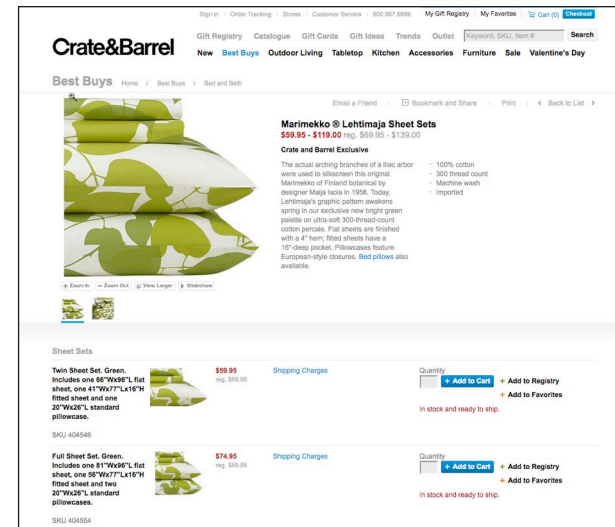 Sign in Order Tracking Stores Customer Service 800.967.6696 My Gift Registry My Favorites Cart (0) Checkout
Crate&Barrel
Gift Registry Catalogue Gift Cards Gift Ideas Trends Outlet Keyword, SKU, item # Search
New Best Buys Outdoor Living Tabletop Kitchen Accessories Furniture Sale Valentine's Day
Best Buys Home > Best Buys > Bed and Bath
Email a Friend Bookmark and Share Print < Back to List >
Marimekko ® Lehtimaja Sheet Sets
$59.95 - $119.00 reg. $69.95 - $139.00
Crate and Barrel Exclusive
The actual arching branches of a lilac arbor
were used to silkscreen this original
Marimekko of Finland botanical by
designer Maija Isola in 1958. Today,
Lehtimaja's graphic pattern awakens
spring in our exclusive new bright green
palette on ultra-soft 300-thread-count
cotton percale. Flat sheets are finished
with a 4" hem; fitted sheets have a
16"-deep pocket. Pillowcases feature
European-style closures. Bed pillows also
available.
100% cotton
300 thread count
Machine wash
Imported
+ Zoom In — Zoom Out View Larger Slideshow
Sheet Sets
Twin Sheet Set. Green.
Includes one 66"Wx96"L flat
sheet, one 41"Wx77"Lx16"H
fitted sheet and one
20"Wx26"L standard
pillowcase.
SKU 404546
$59.95
reg. $69.95
Shipping Charges
Quantity
+ Add to Cart + Add to Registry
+ Add to Favorites
In stock and ready to ship.
Full Sheet Set. Green.
Includes one 81"Wx96"L flat
sheet, one 56"Wx77"Lx16"H
fitted sheet and two
20"Wx26"L standard
pillowcases.
SKU 404554
$74.95
reg. $89.95
Shipping Charges
Quantity
+ Add to Cart + Add to Registry
+ Add to Favorites
In stock and ready to ship.